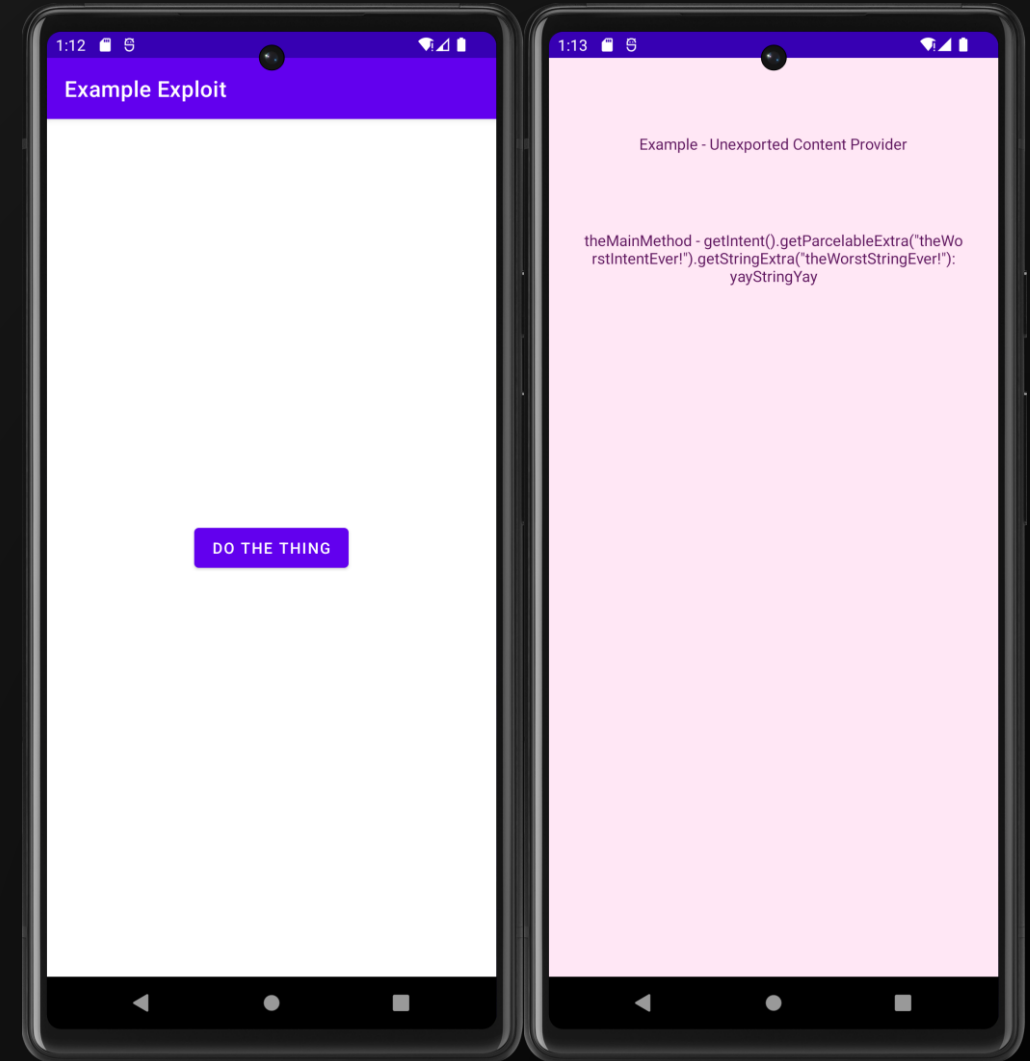 1:12
Example Exploit
DO THE THING
1:13
Example - Unexported Content Provider
theMainMethod - getIntent().getParcelableExtra("theWo
rstIntentEver!").getStringExtra("theWorstStringEver!"):
yayStringYay